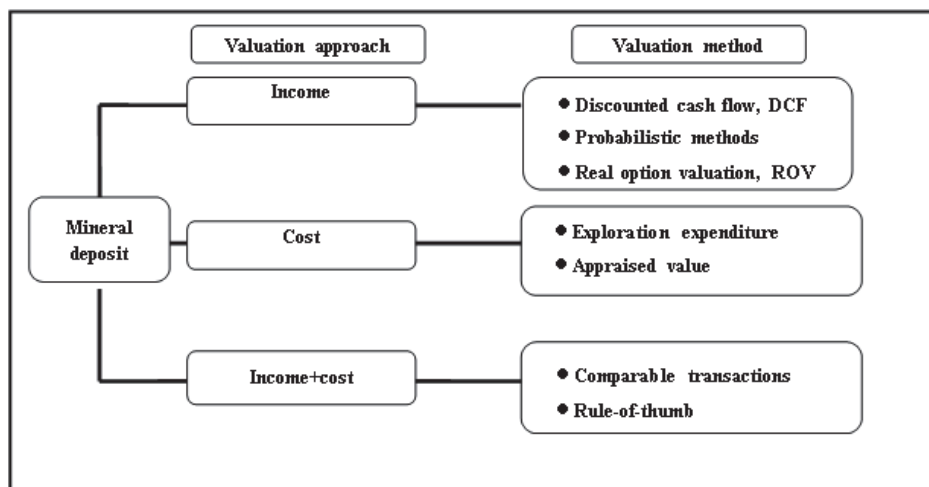 Valuation approach
Valuation method
Income
● Discounted cash flow, DCF
● Probabilistic methods
● Real option valuation, ROV
Mineral
deposit
Cost
● Exploration expenditure
● Appraised value
Income+cost
● Comparable transactions
● Rule-of-thumb